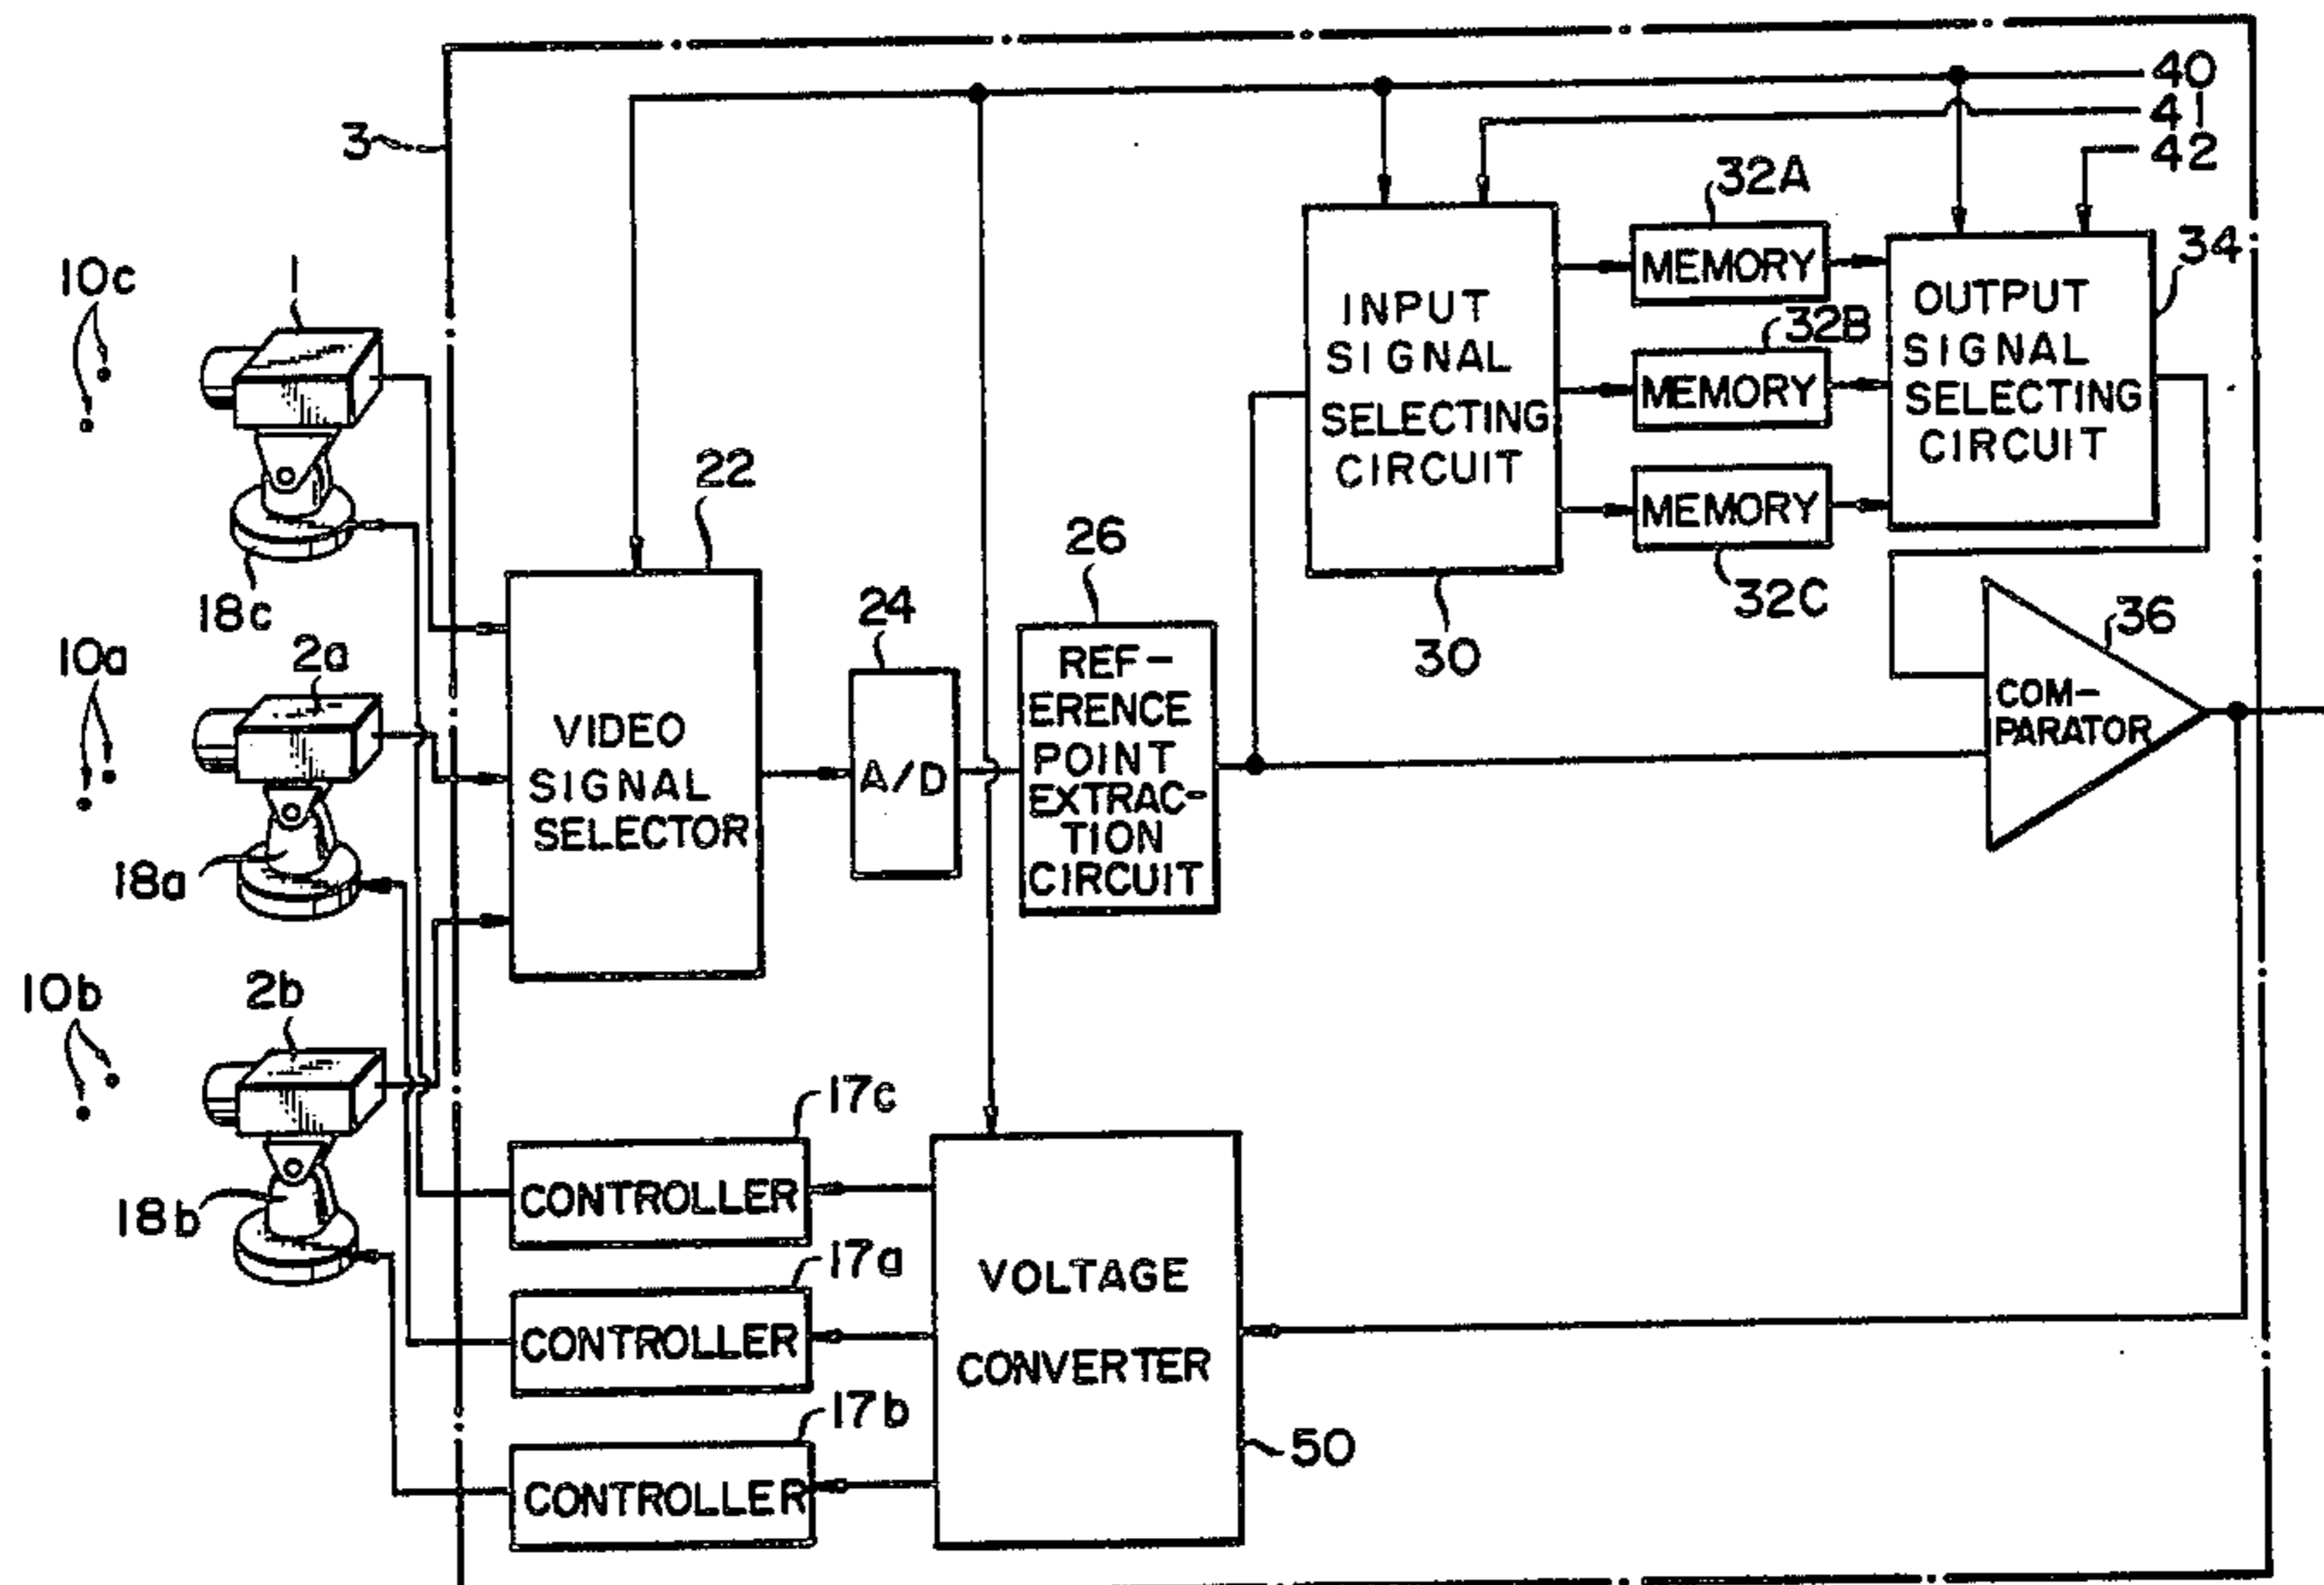 40
41
42
3
32A
34
10c
1
INPUT
SIGNAL
SELECTING
CIRCUIT
MEMORY
32B
MEMORY
MEMORY
32C
OUTPUT
SIGNAL
SELECTING
CIRCUIT
22
26
24
18c
30
36
10a
2a
VIDEO
SIGNAL
SELECTOR
A/D
REF-
ERENCE
POINT
EXTRAC-
TION
CIRCUIT
COM-
PARATOR
18a
10b
2b
17c
18b
CONTROLLER
17a
CONTROLLER
17b
CONTROLLER
VOLTAGE
CONVERTER
50